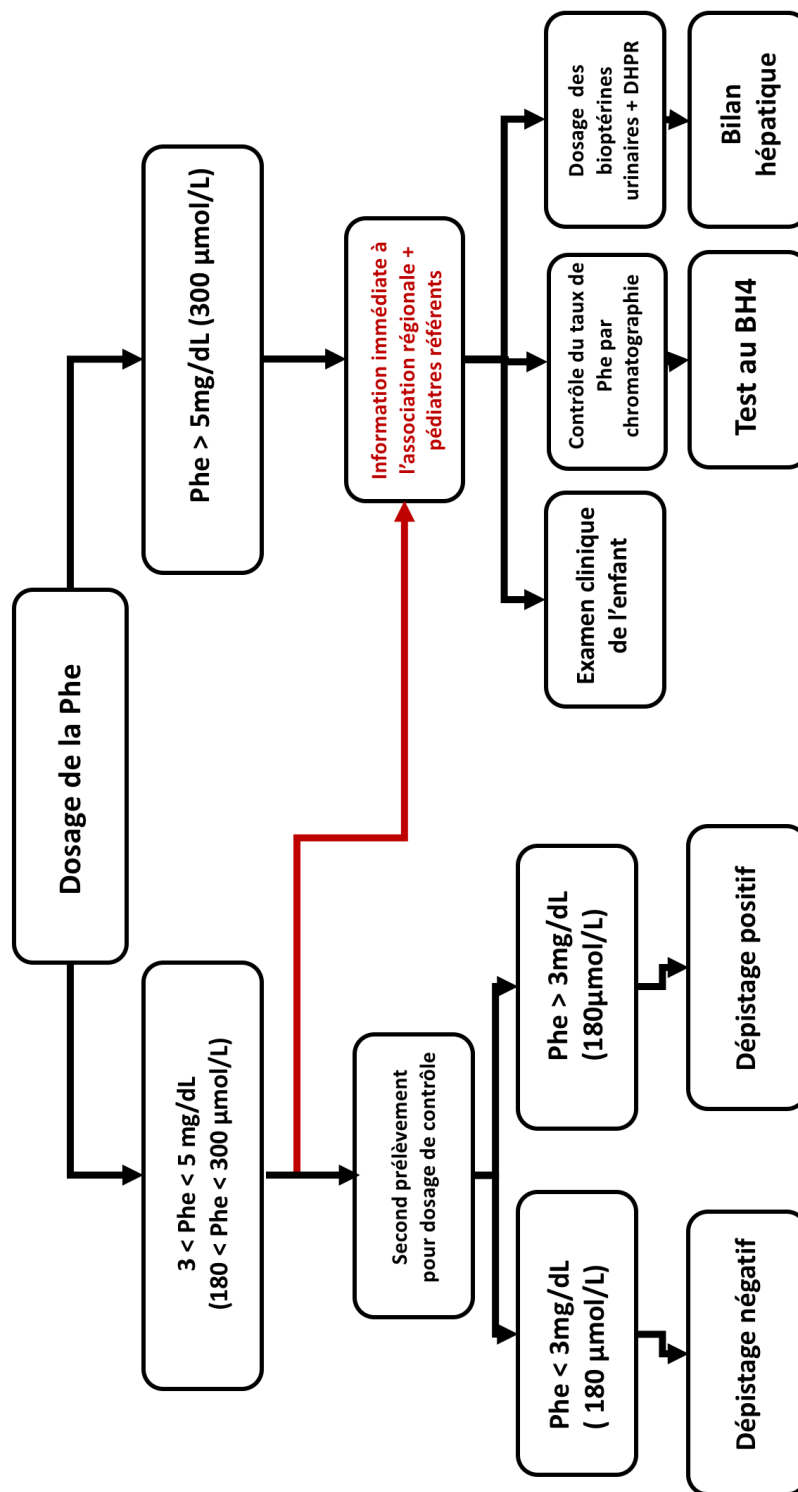 Dosage de la Phe
3 < Phe < 5 mg/dL
(180 < Phe < 300 µmol/L)
Phe > 5mg/dL (300 µmol/L)
Second prélèvement
pour dosage de contrôle
Information immédiate à
l'association régionale +
pédiatres référents
Phe < 3mg/dL
( 180 µmol/L)
Phe > 3mg/dL
(180µmol/L)
Examen clinique
de l'enfant
Contrôle du taux de
Phe par
chromatographie
Dosage des
bioptérines
urinaires + DHPR
Dépistage négatif
Dépistage positif
Test au BH4
Bilan
hépatique